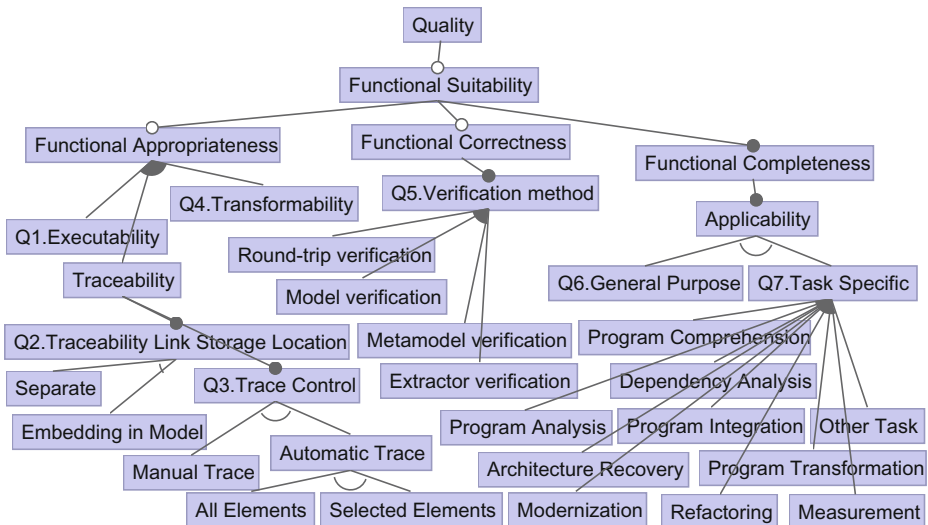 Quality
Functional Suitability
Functional Appropriateness
Functional Correctness
Functional Completeness
Q4.Transformability
Q5.Verification method
Applicability
Q1.Executability
Round-trip verification
Traceability
Q6.General Purpose
Q7.Task Specific
Model verification
Q2.Traceability Link Storage Location
Metamodel verification
Program Comprehension
Separate
Q3.Trace Control
Extractor verification
Dependency Analysis
Embedding in Model
Program Analysis
Program Integration
Other Task
Manual Trace
Automatic Trace
Architecture Recovery
Program Transformation
All Elements
Selected Elements
Modernization
Refactoring
Measurement